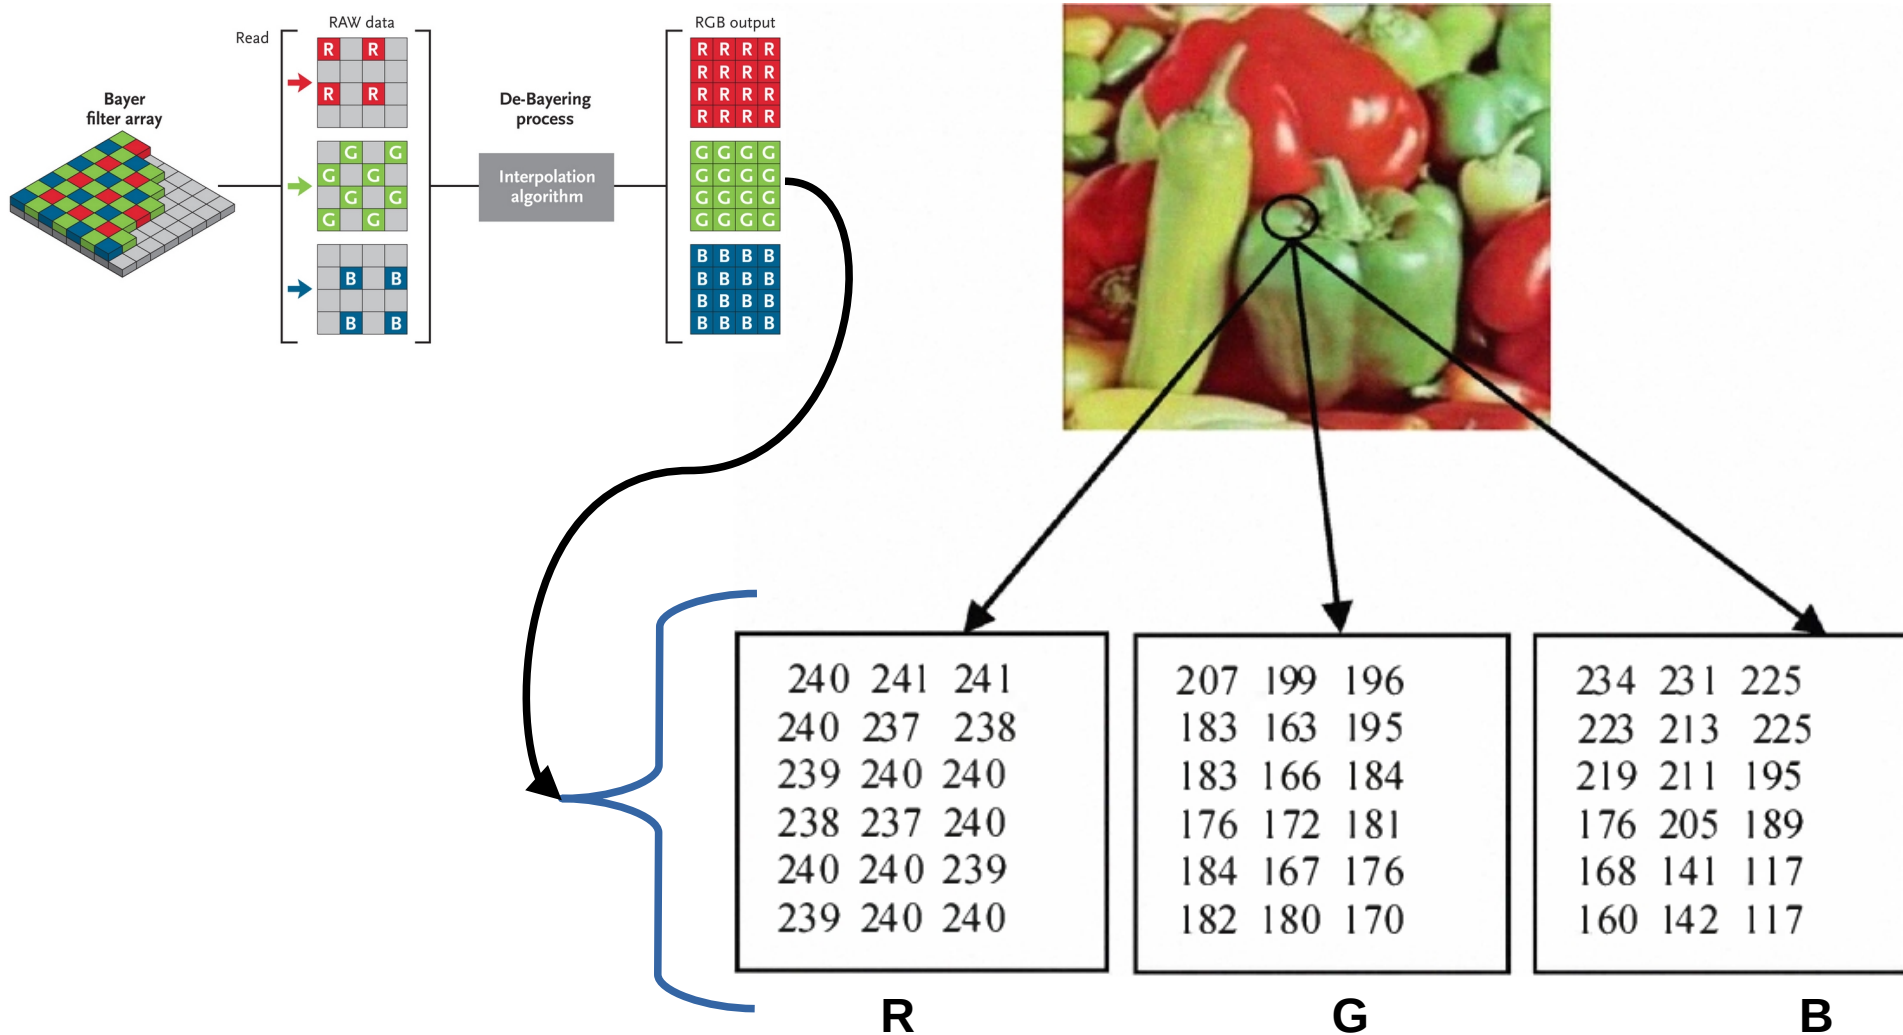 RAW data
RGB output
Read
R R
R R
G G
G G
G G
G G
B B
B B
Bayer
filter array
De-Bayering
process
Interpolation
algorithm
R R R R
R R R R
R R R R
R R R R
G G G G
G G G G
G G G G
G G G G
B B B B
B B B B
B B B B
B B B B
240 241 241
240 237 238
239 240 240
238 237 240
240 240 239
239 240 240
R
207 199 196
183 163 195
183 166 184
176 172 181
184 167 176
182 180 170
G
234 231 225
223 213 225
219 211 195
176 205 189
168 141 117
160 142 117
B